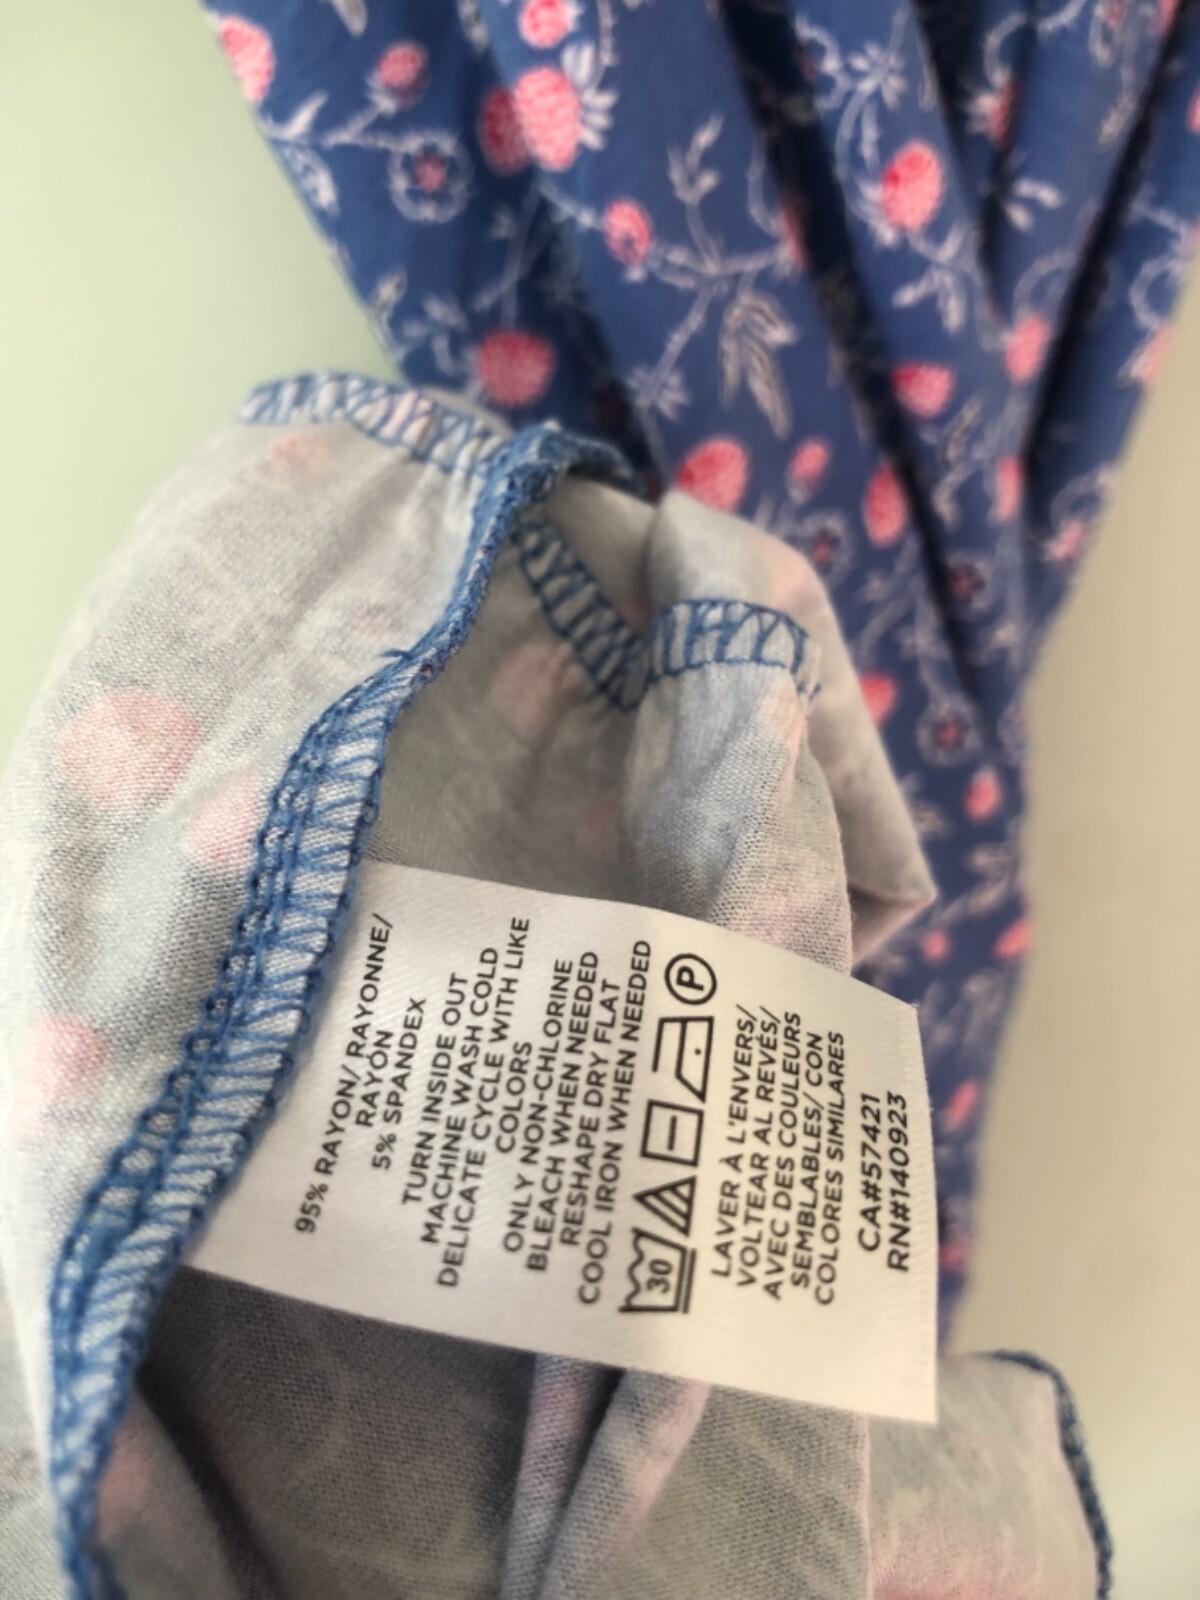 95% RAYON/ RAYONNE/
RAYÓN
5% SPANDEX
TURN INSIDE OUT
MACHINE WASH COLD
DELICATE CYCLE WITH LIKE
COLORS
ONLY NON-CHLORINE
BLEACH WHEN NEEDED
RESHAPE DRY FLAT
COOL IRON WHEN NEEDED
30 P
LAVER À L'ENVERS/
VOLTEAR AL REVÉS/
AVEC DES COULEURS
SEMBLABLES/ CON
COLORES SIMILARES
CA#57421
RN#140923